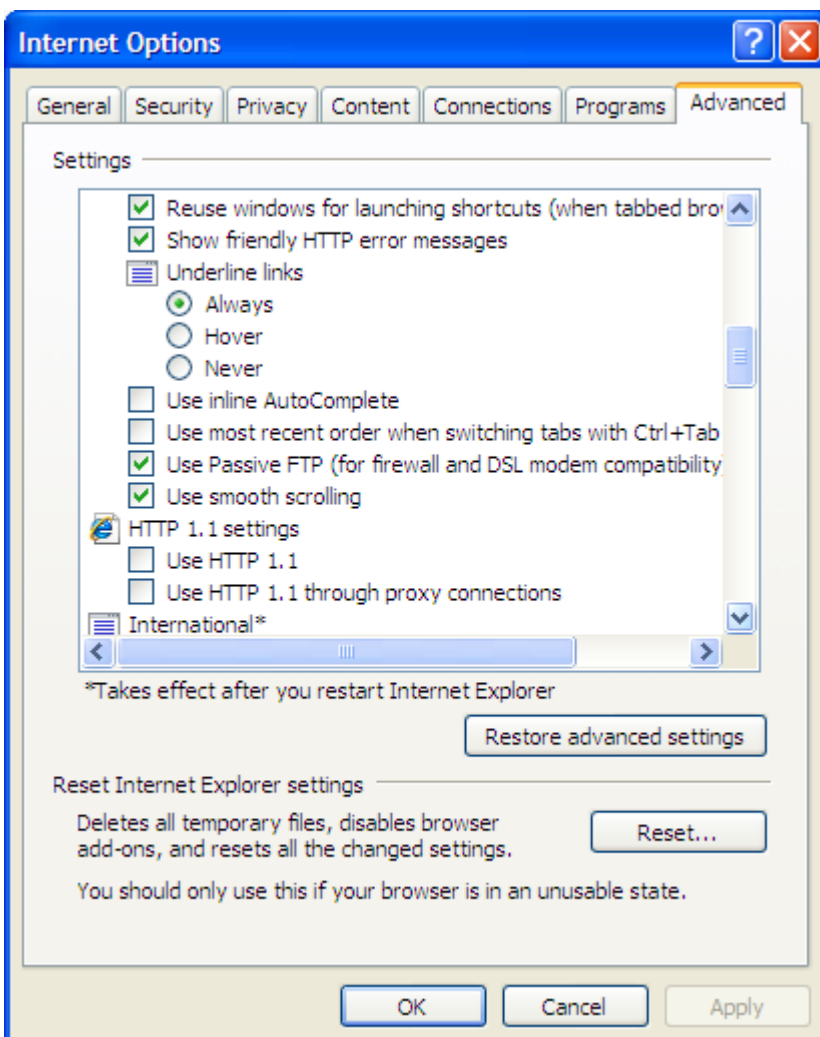 Internet Options
General Security Privacy Content Connections Programs Advanced
Settings
Reuse windows for launching shortcuts (when tabbed bro
Show friendly HTTP error messages
Underline links
Always
Hover
Never
Use inline AutoComplete
Use most recent order when switching tabs with Ctrl+Tab
Use Passive FTP (for firewall and DSL modem compatibility)
Use smooth scrolling
HTTP 1.1 settings
Use HTTP 1.1
Use HTTP 1.1 through proxy connections
International*
*Takes effect after you restart Internet Explorer
Restore advanced settings
Reset Internet Explorer settings
Deletes all temporary files, disables browser
add-ons, and resets all the changed settings.
Reset...
You should only use this if your browser is in an unusable state.
OK Cancel Apply